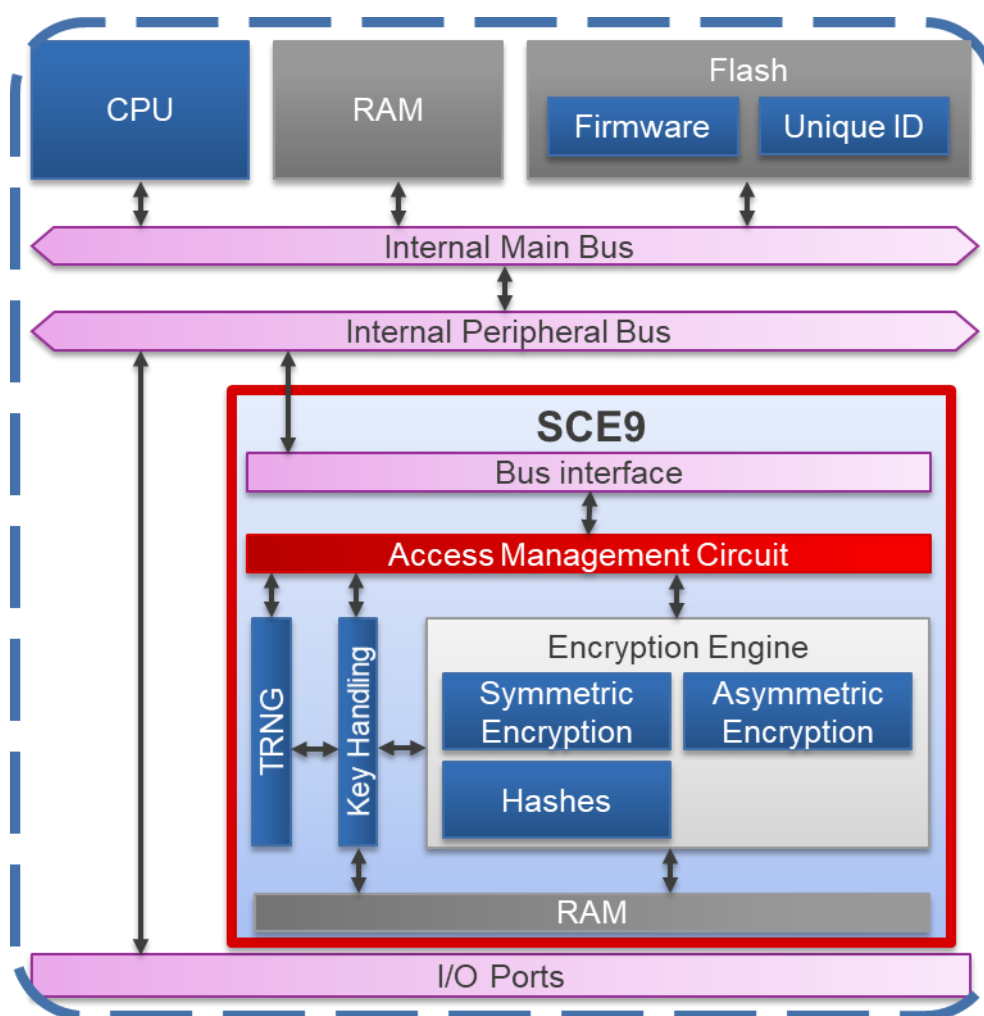 CPU
RAM
Flash
Firmware
Unique ID
Internal Main Bus
Internal Peripheral Bus
SCE9
Bus interface
Access Management Circuit
TRNG
Key Handling
Encryption Engine
Symmetric
Encryption
Asymmetric
Encryption
Hashes
RAM
I/O Ports